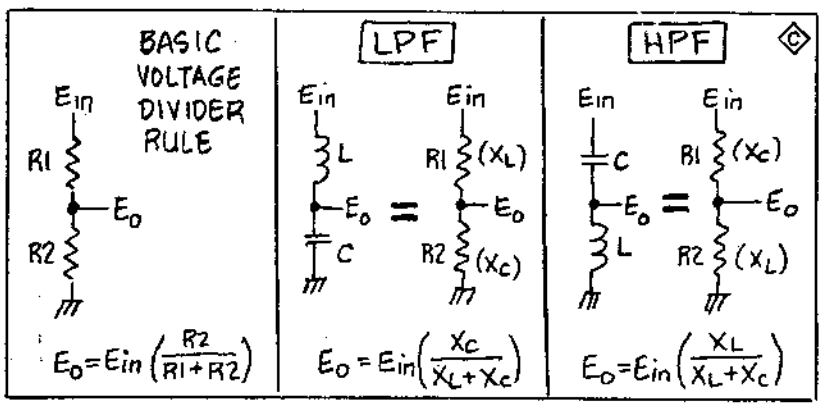 BASIC
VOLTAGE
DIVIDER
RULE
Ein
R1
Eo
R2
Eo=Ein(R2/R1+R2)
LPF
Ein
L
Eo
C
=
Ein
R1 (XL)
Eo
R2 (XC)
Eo=Ein(XC/XL+XC)
HPF
C
Ein
C
Eo
L
=
Ein
R1 (XC)
Eo
R2 (XL)
Eo=Ein(XL/XL+XC)